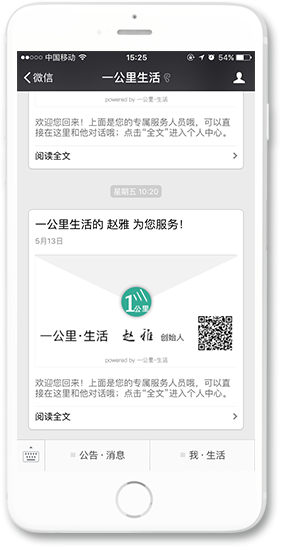 中国移动 15:25 54%
微信 一公里生活
powered by 一公里·生活
欢迎您回来！上面是您的专属服务人员哦，可以直
接在这里和他对话哦；点击“全文”进入个人中心。
阅读全文
星期五 10:20
一公里生活的 赵雅 为您服务！
5月13日
1公里
一公里·生活 赵雅 创始人
powered by 一公里·生活
欢迎您回来！上面是您的专属服务人员哦，可以直
接在这里和他对话哦；点击“全文”进入个人中心。
阅读全文
公告·消息 我·生活